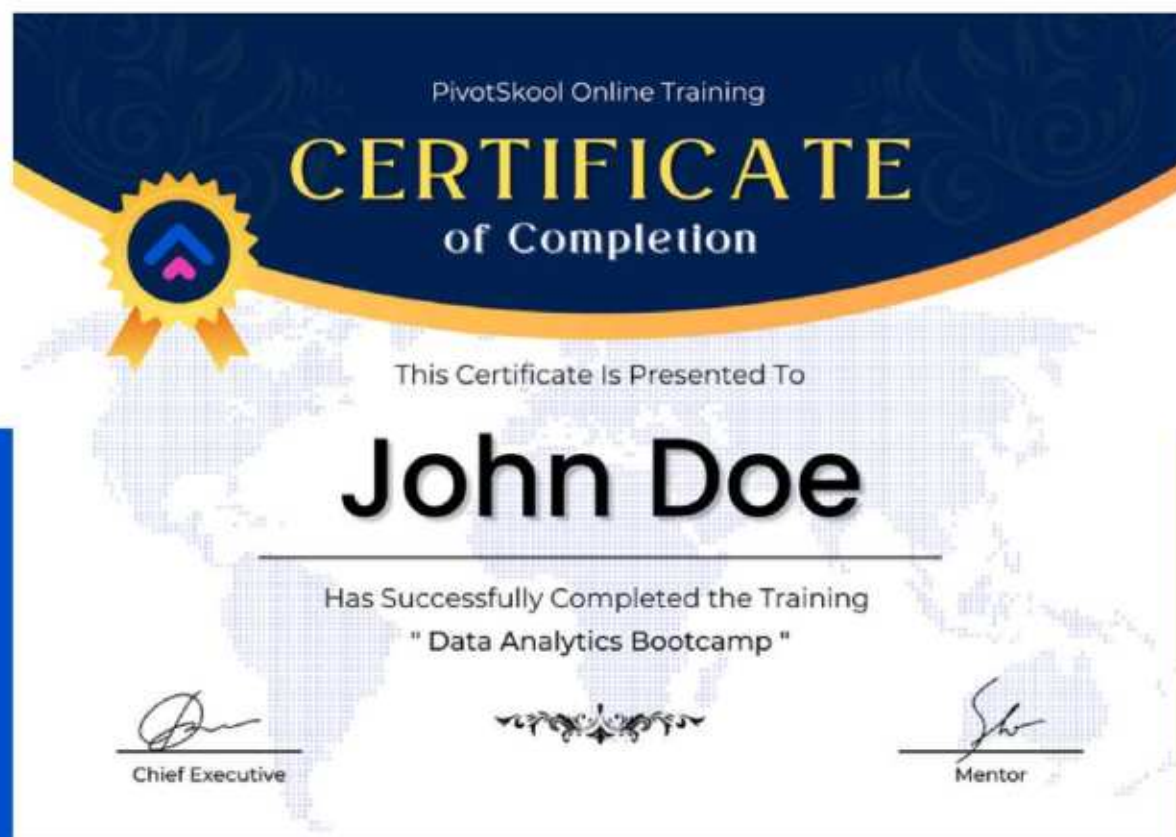 PivotSkool Online Training
CERTIFICATE
of Completion
This Certificate Is Presented To
John Doe
Has Successfully Completed the Training
" Data Analytics Bootcamp "
Chief Executive
Mentor